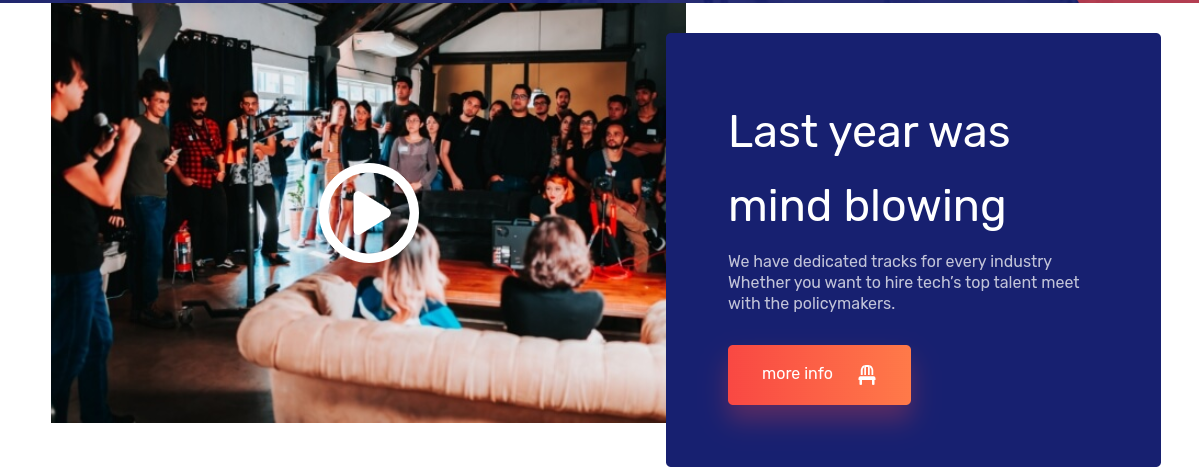 Last year was
mind blowing
We have dedicated tracks for every industry
Whether you want to hire tech’s top talent meet
with the policymakers.
more info